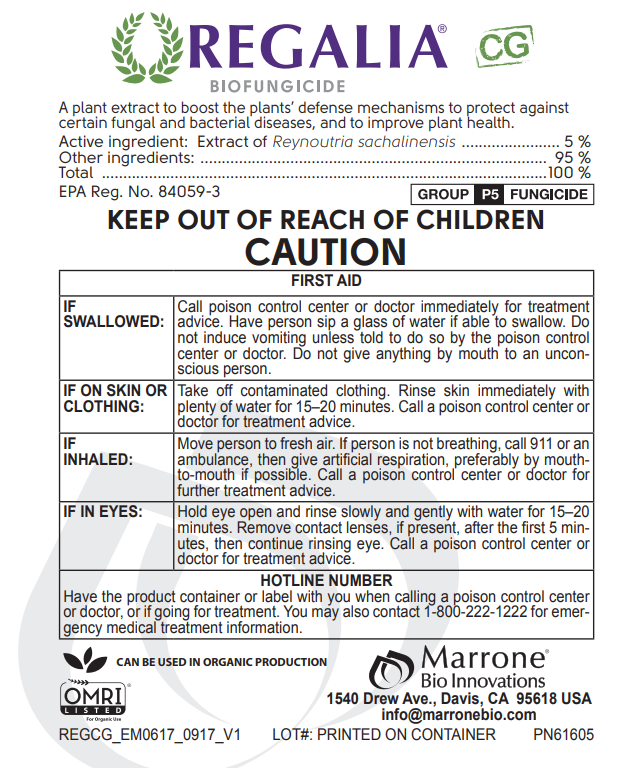 REGALIA® CG
BIOFUNGICIDE
A plant extract to boost the plants' defense mechanisms to protect against
certain fungal and bacterial diseases, and to improve plant health.
Active ingredient: Extract of Reynoutria sachalinensis ...................... 5 %
Other ingredients: ..................................................................... 95 %
Total .........................................................................................100 %
EPA Reg. No. 84059-3
GROUP P5 FUNGICIDE
KEEP OUT OF REACH OF CHILDREN
CAUTION
FIRST AID
IF SWALLOWED:
Call poison control center or doctor immediately for treatment
advice. Have person sip a glass of water if able to swallow. Do
not induce vomiting unless told to do so by the poison control
center or doctor. Do not give anything by mouth to an uncon-
scious person.
IF ON SKIN OR
CLOTHING:
Take off contaminated clothing. Rinse skin immediately with
plenty of water for 15–20 minutes. Call a poison control center or
doctor for treatment advice.
IF
INHALED:
Move person to fresh air. If person is not breathing, call 911 or an
ambulance, then give artificial respiration, preferably by mouth-
to-mouth if possible. Call a poison control center or doctor for
further treatment advice.
IF IN EYES:
Hold eye open and rinse slowly and gently with water for 15–20
minutes. Remove contact lenses, if present, after the first 5 min-
utes, then continue rinsing eye. Call a poison control center or
doctor for treatment advice.
HOTLINE NUMBER
Have the product container or label with you when calling a poison control center
or doctor, or if going for treatment. You may also contact 1-800-222-1222 for emer-
gency medical treatment information.
CAN BE USED IN ORGANIC PRODUCTION
OMRI®
LISTED
For Organic Use
Marrone®
Bio Innovations
1540 Drew Ave., Davis, CA 95618 USA
info@marronebio.com
REGCG_EM0617_0917_V1 LOT#: PRINTED ON CONTAINER PN61605